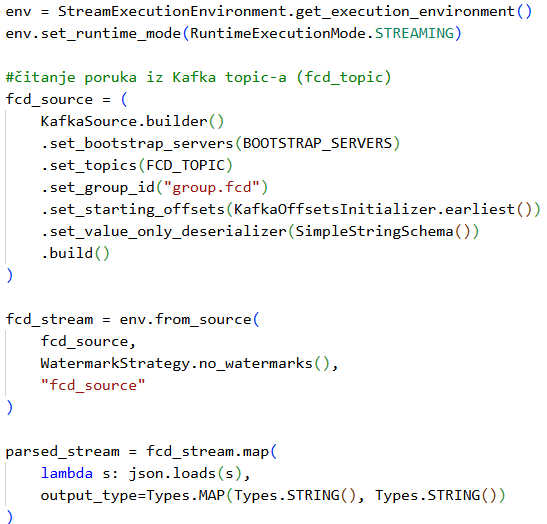 env = StreamExecutionEnvironment.get_execution_environment()
env.set_runtime_mode(RuntimeExecutionMode.STREAMING)

#čitanje poruka iz Kafka topic-a (fcd_topic)
fcd_source = (
    KafkaSource.builder()
    .set_bootstrap_servers(BOOTSTRAP_SERVERS)
    .set_topics(FCD_TOPIC)
    .set_group_id("group.fcd")
    .set_starting_offsets(KafkaOffsetsInitializer.earliest())
    .set_value_only_deserializer(SimpleStringSchema())
    .build()
)

fcd_stream = env.from_source(
    fcd_source,
    WatermarkStrategy.no_watermarks(),
    "fcd_source"
)

parsed_stream = fcd_stream.map(
    lambda s: json.loads(s),
    output_type=Types.MAP(Types.STRING(), Types.STRING())
)